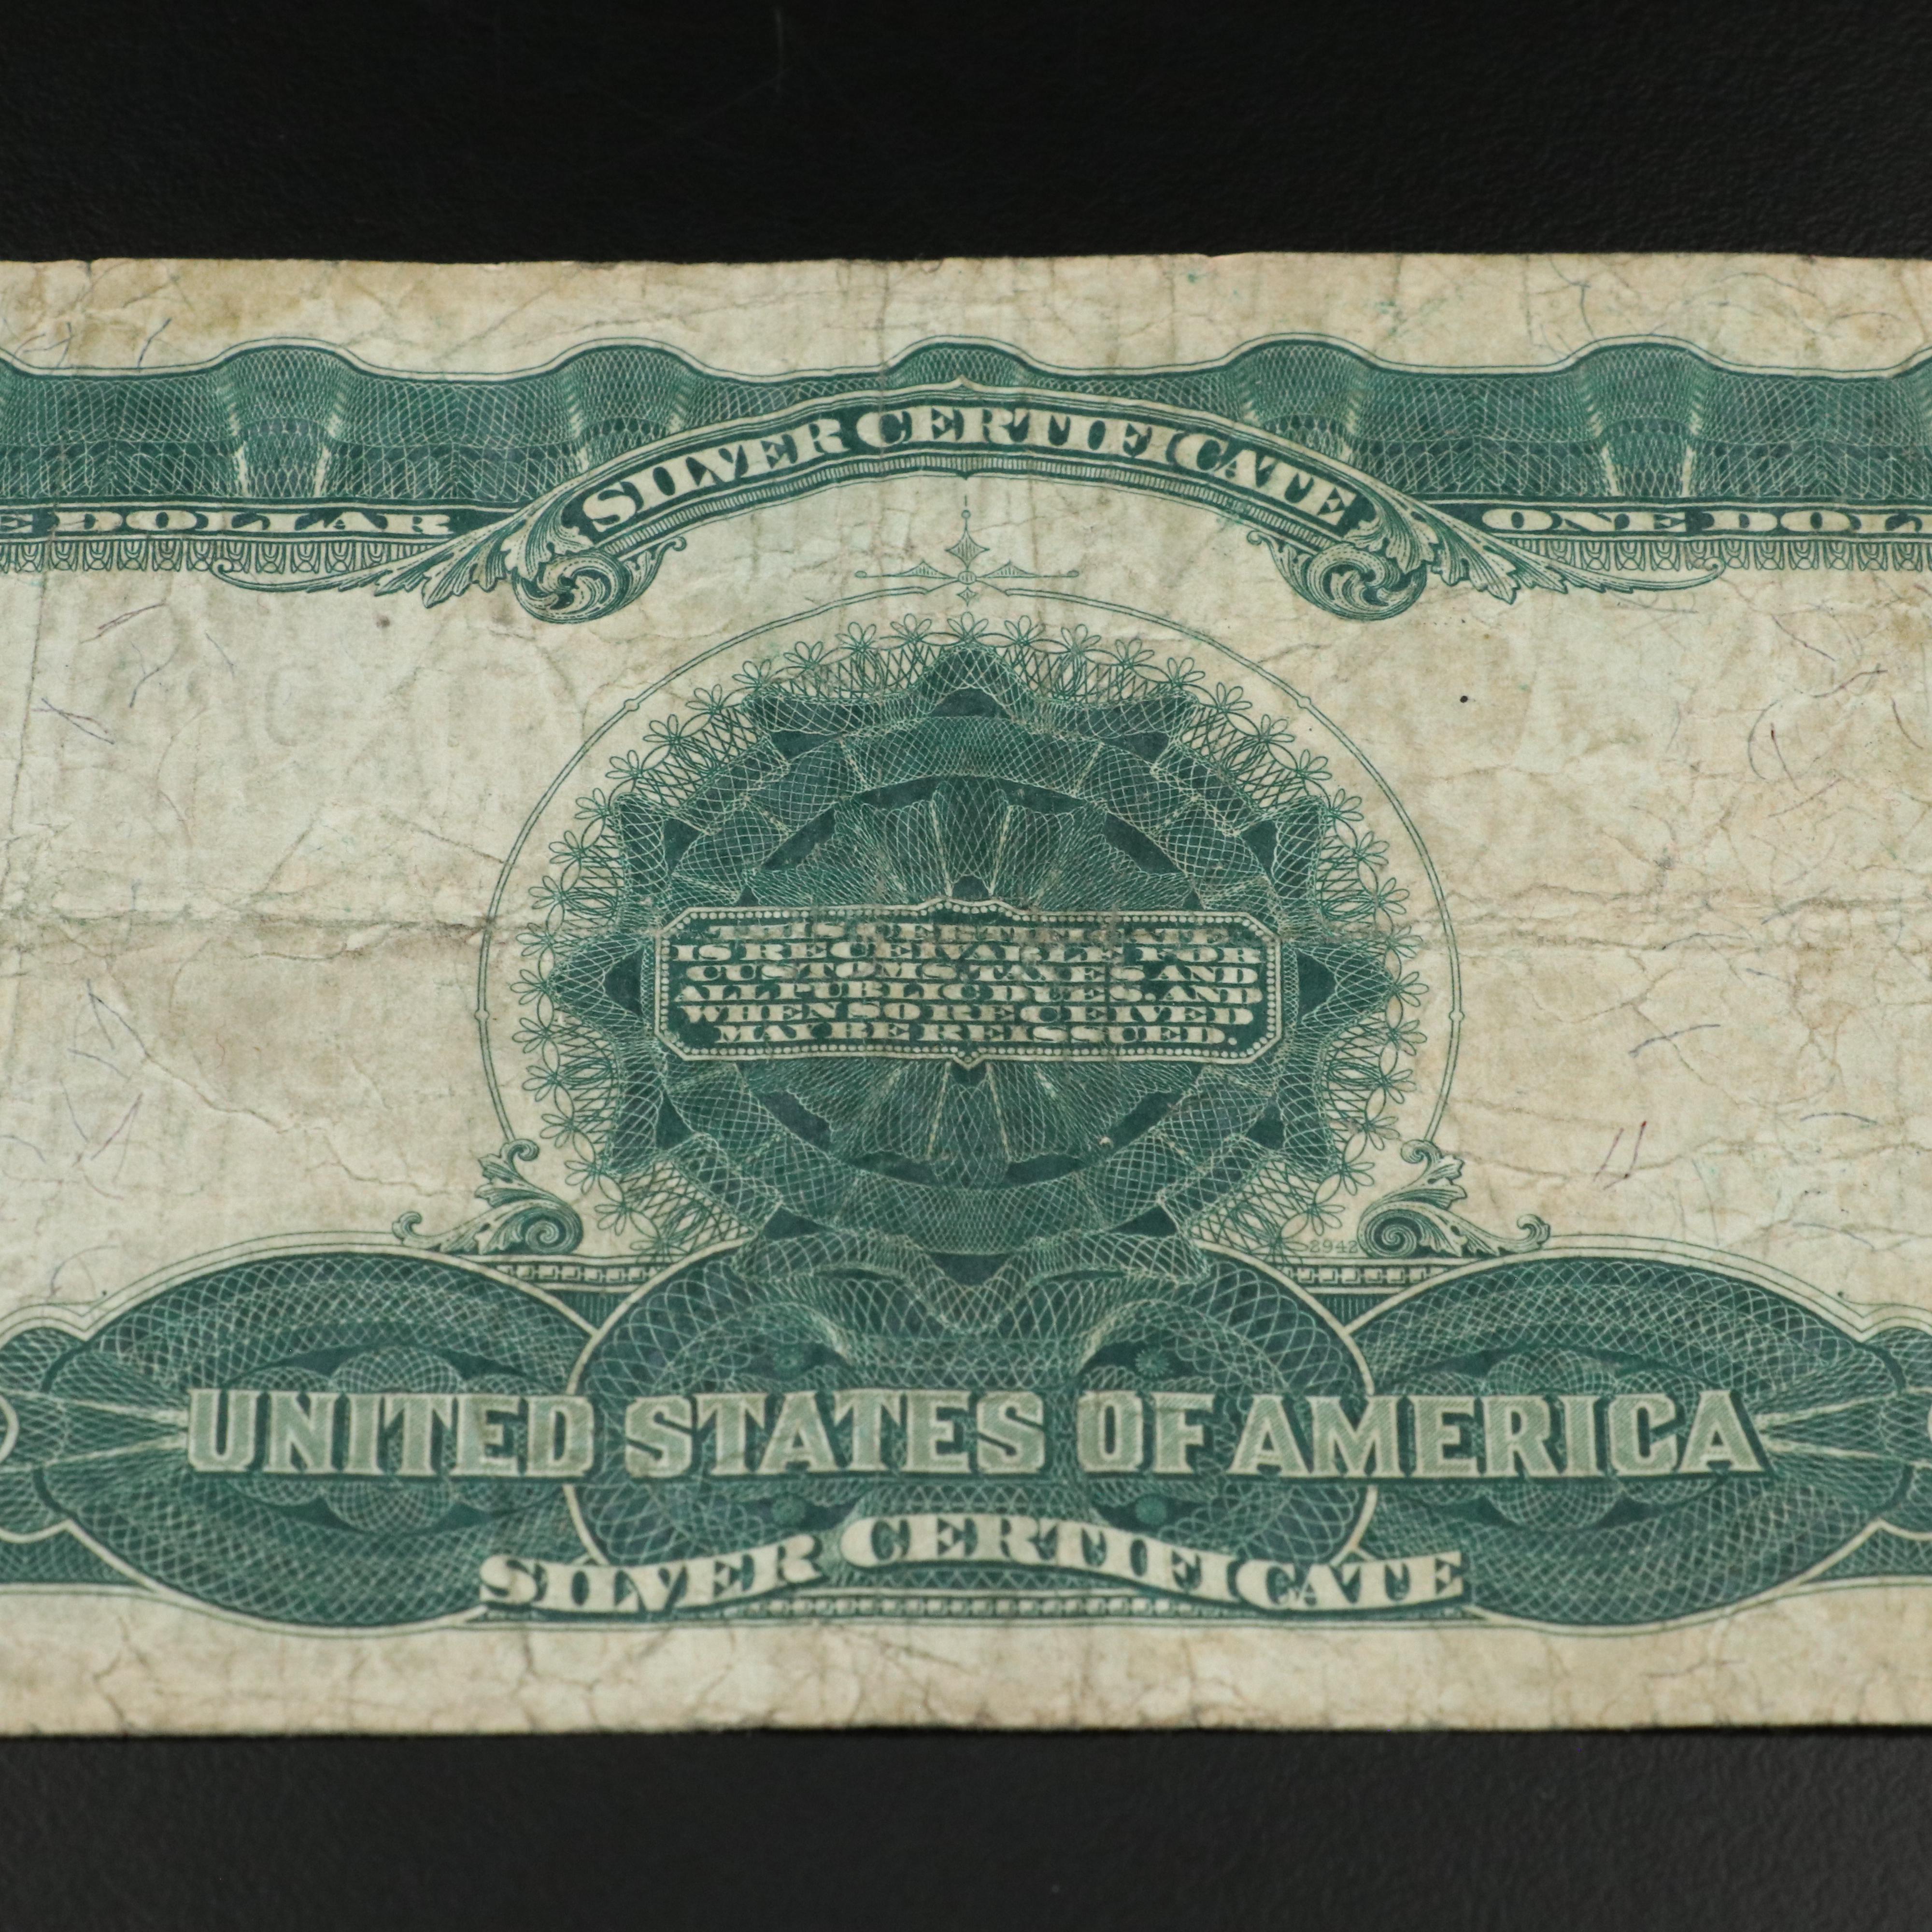 SILVER CERTIFICATE
E DOLLAR
ONE DOL
THIS CERTIFICATE
IS RECEIVABLE FOR
CUSTOMS, TAXES AND
ALL PUBLIC DUES, AND
WHEN SO RECEIVED
MAY BE REISSUED.
2942
UNITED STATES OF AMERICA
SILVER CERTIFICATE